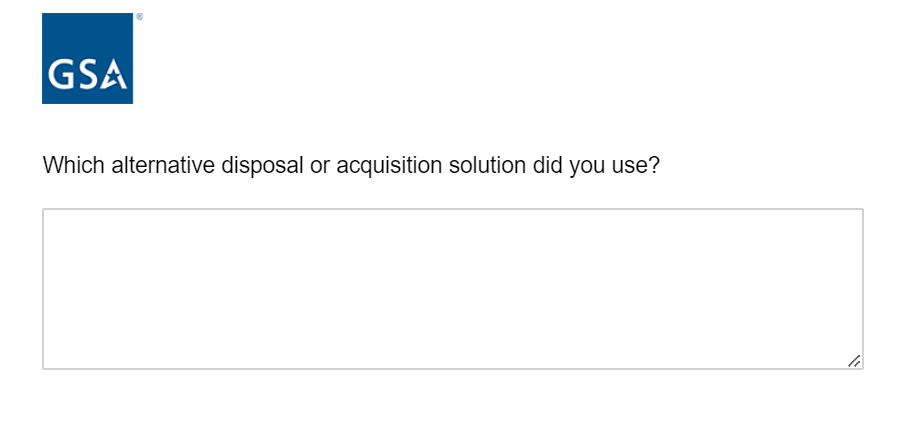 ®
GSA
Which alternative disposal or acquisition solution did you use?